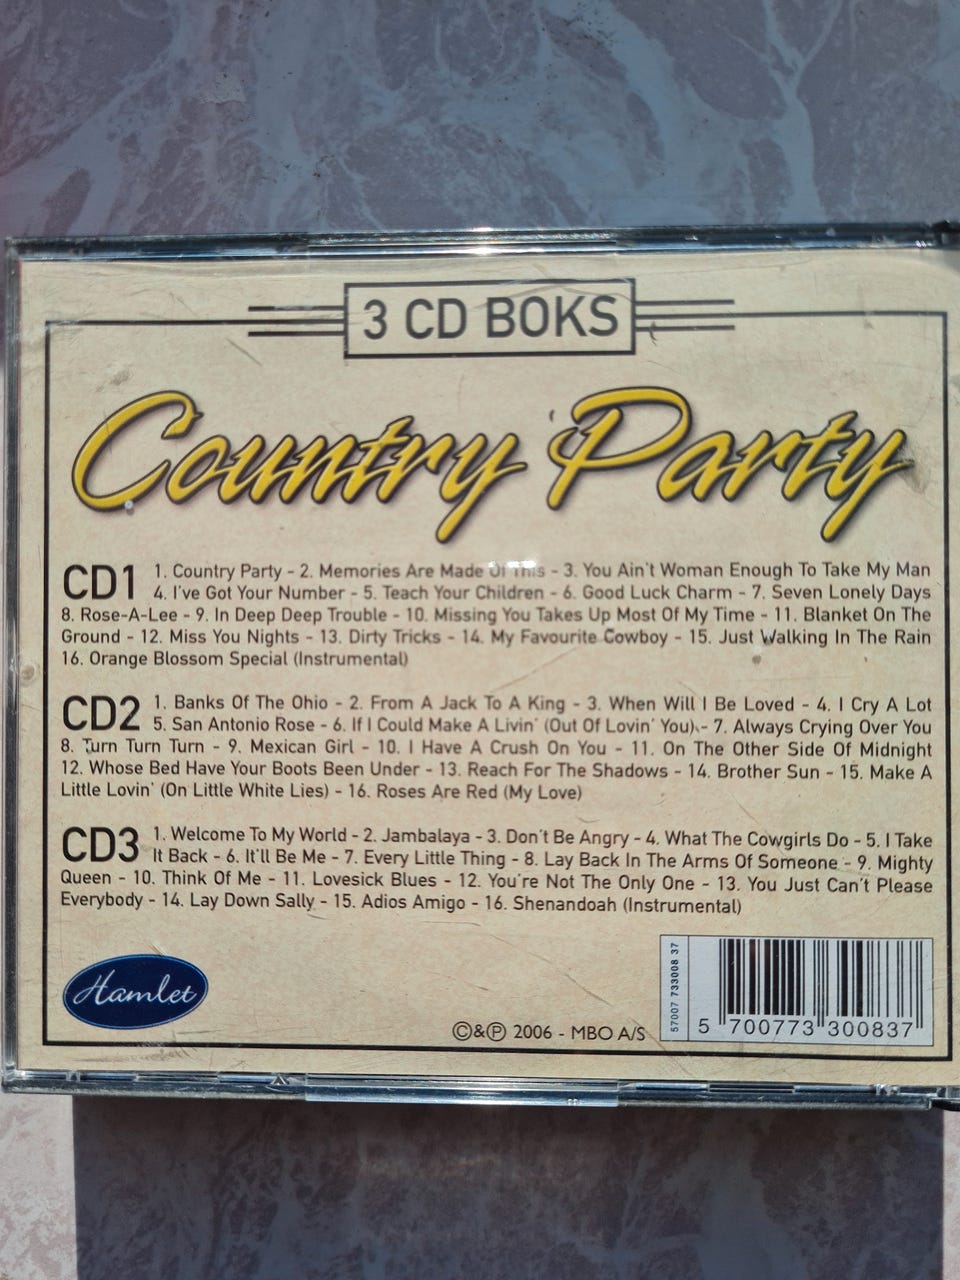 3 CD BOKS
Country Party
CD1 1. Country Party - 2. Memories Are Made Of This - 3. You Ain't Woman Enough To Take My Man
4. I've Got Your Number - 5. Teach Your Children - 6. Good Luck Charm - 7. Seven Lonely Days
8. Rose-A-Lee - 9. In Deep Deep Trouble - 10. Missing You Takes Up Most Of My Time - 11. Blanket On The
Ground - 12. Miss You Nights - 13. Dirty Tricks - 14. My Favourite Cowboy - 15. Just Walking In The Rain
16. Orange Blossom Special (Instrumental)
CD2 1. Banks Of The Ohio - 2. From A Jack To A King - 3. When Will I Be Loved - 4. I Cry A Lot
5. San Antonio Rose - 6. If I Could Make A Livin' (Out Of Lovin' You) - 7. Always Crying Over You
8. Turn Turn Turn - 9. Mexican Girl - 10. I Have A Crush On You - 11. On The Other Side Of Midnight
12. Whose Bed Have Your Boots Been Under - 13. Reach For The Shadows - 14. Brother Sun - 15. Make A
Little Lovin' (On Little White Lies) - 16. Roses Are Red (My Love)
CD3 1. Welcome To My World - 2. Jambalaya - 3. Don't Be Angry - 4. What The Cowgirls Do - 5. I Take
It Back - 6. It'll Be Me - 7. Every Little Thing - 8. Lay Back In The Arms Of Someone - 9. Mighty
Queen - 10. Think Of Me - 11. Lovesick Blues - 12. You're Not The Only One - 13. You Just Can't Please
Everybody - 14. Lay Down Sally - 15. Adios Amigo - 16. Shenandoah (Instrumental)
Hamlet
©&℗ 2006 - MBO A/S
57007 733008 37
5 700773 300837